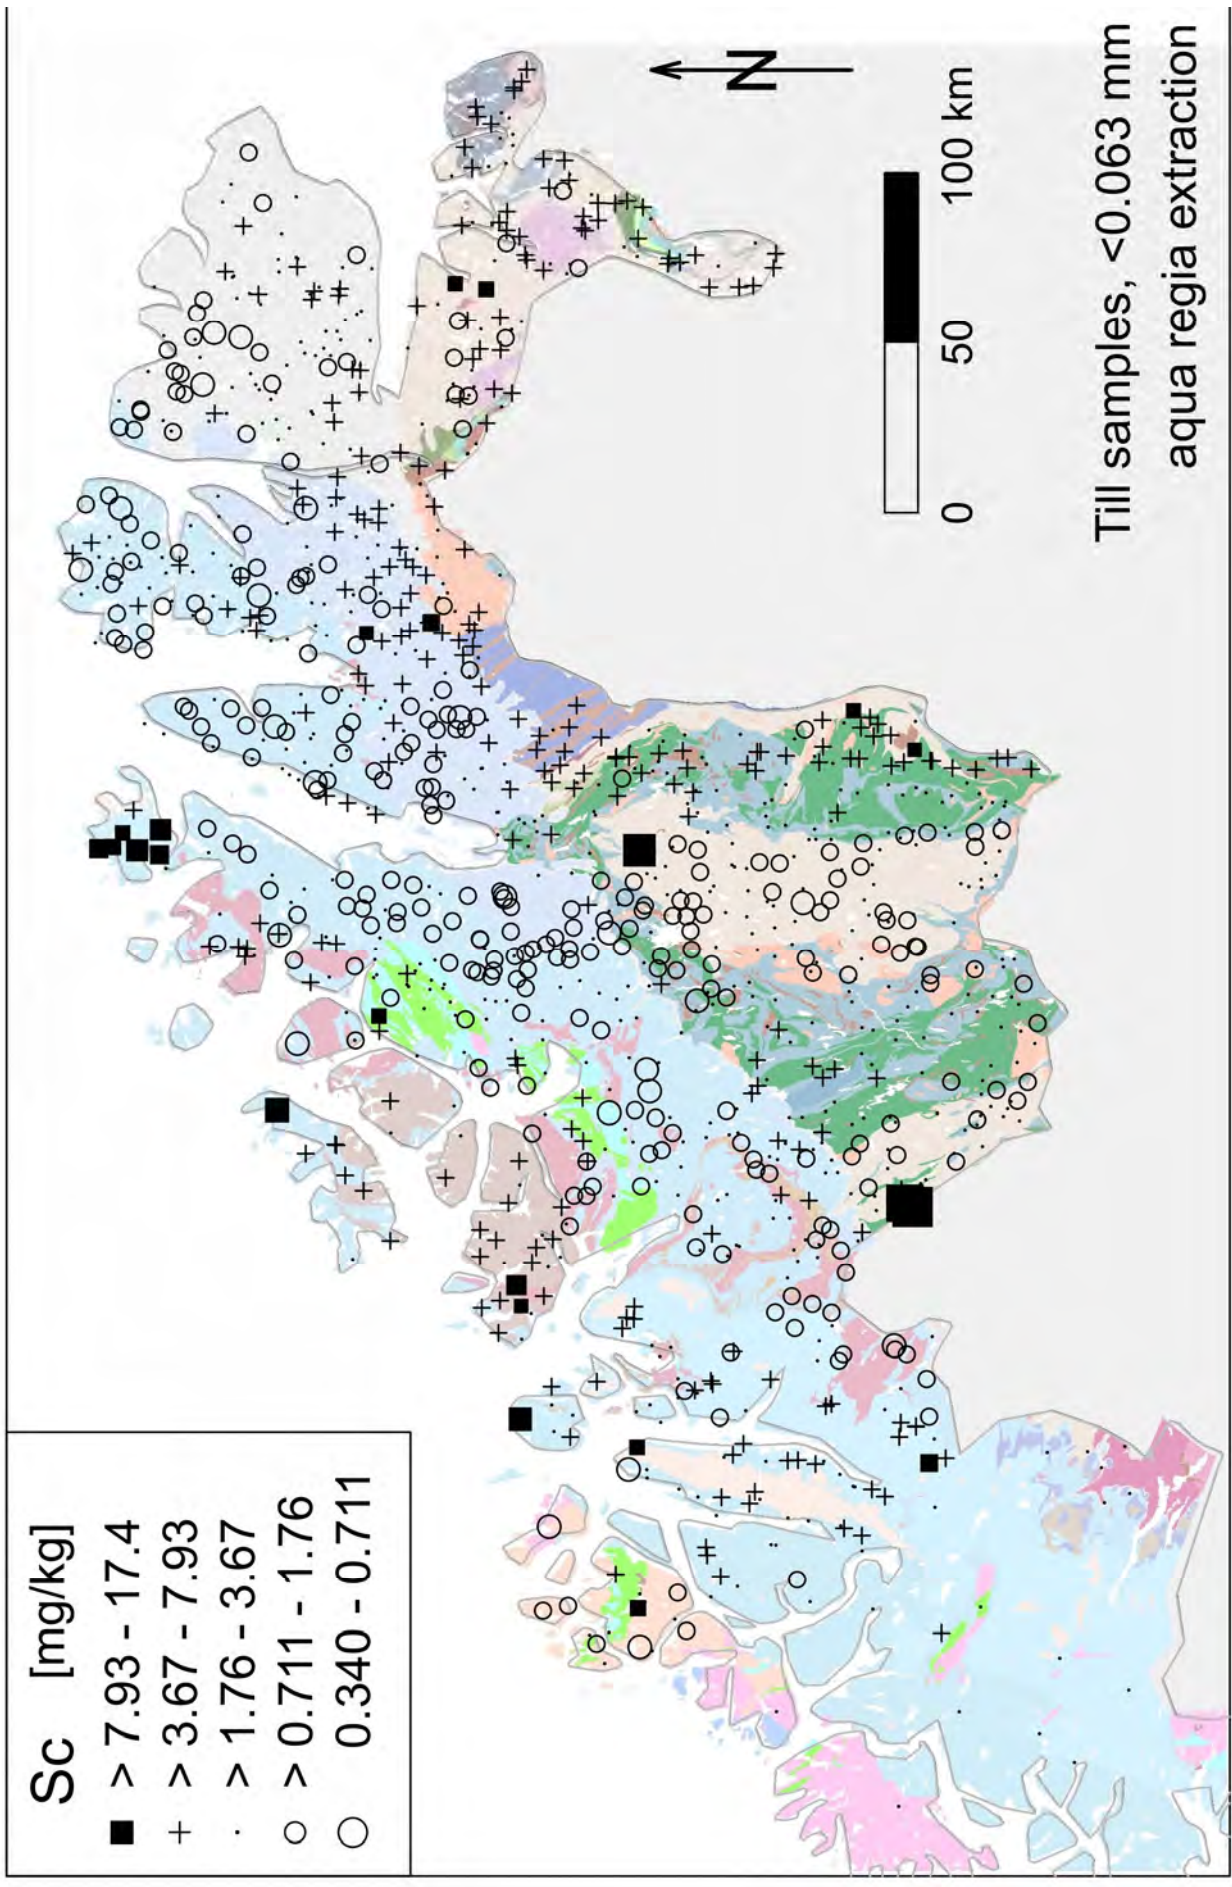 Sc [mg/kg]
> 7.93 - 17.4
> 3.67 - 7.93
> 1.76 - 3.67
> 0.711 - 1.76
0.340 - 0.711
N
0 50 100 km
Till samples, <0.063 mm
aqua regia extraction